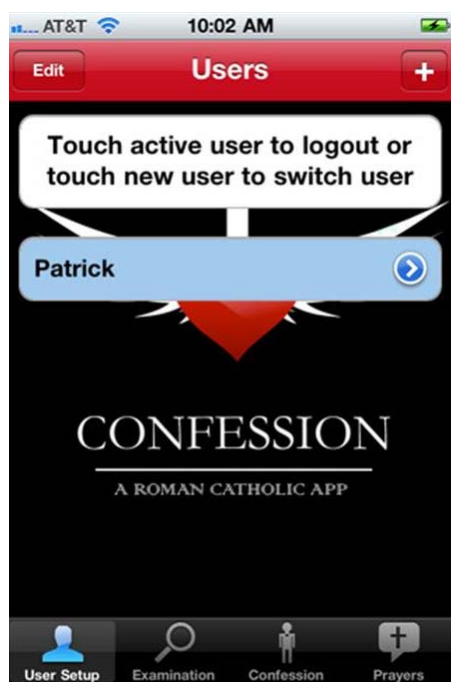 AT&T 10:02 AM
Edit Users +
Touch active user to logout or
touch new user to switch user
Patrick
CONFESSION
A ROMAN CATHOLIC APP
User Setup Examination Confession Prayers